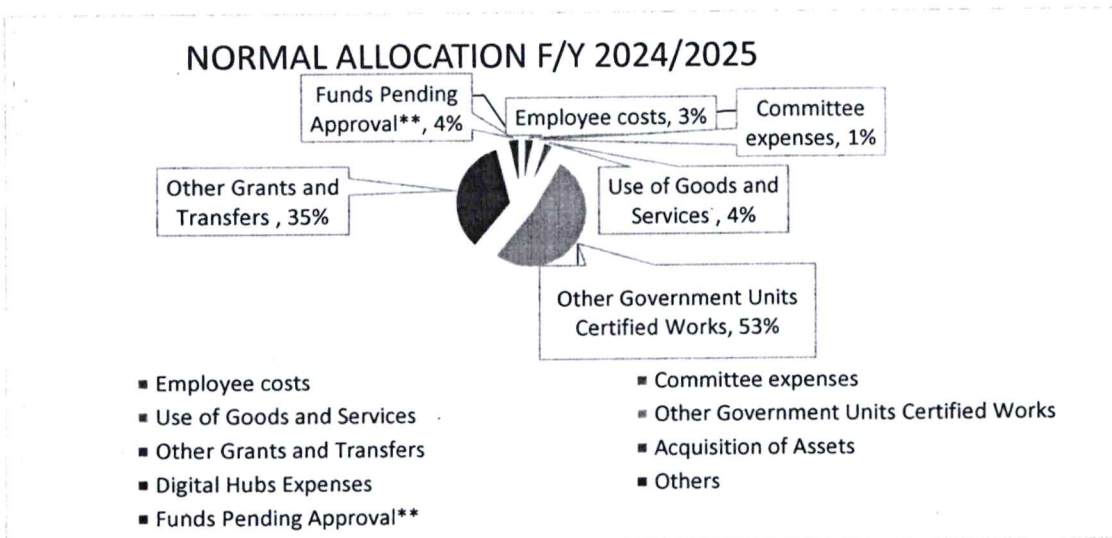 NORMAL ALLOCATION F/Y 2024/2025
Funds Pending
Approval**, 4%
Employee costs, 3%
Committee
expenses, 1%
Other Grants and
Transfers , 35%
Use of Goods and
Services , 4%
Other Government Units
Certified Works, 53%
Employee costs
Committee expenses
Use of Goods and Services
Other Government Units Certified Works
Other Grants and Transfers
Acquisition of Assets
Digital Hubs Expenses
Others
Funds Pending Approval**